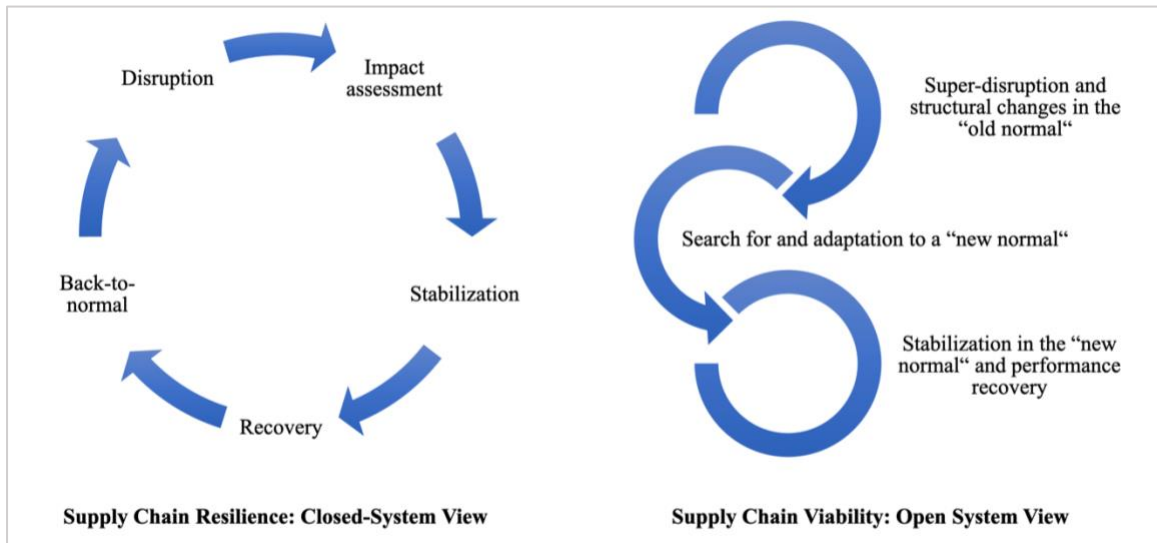 Disruption
Impact
assessment
Stabilization
Recovery
Back-to-
normal
Supply Chain Resilience: Closed-System View
Super-disruption and
structural changes in the
“old normal“
Search for and adaptation to a “new normal“
Stabilization in the “new
normal“ and performance
recovery
Supply Chain Viability: Open System View